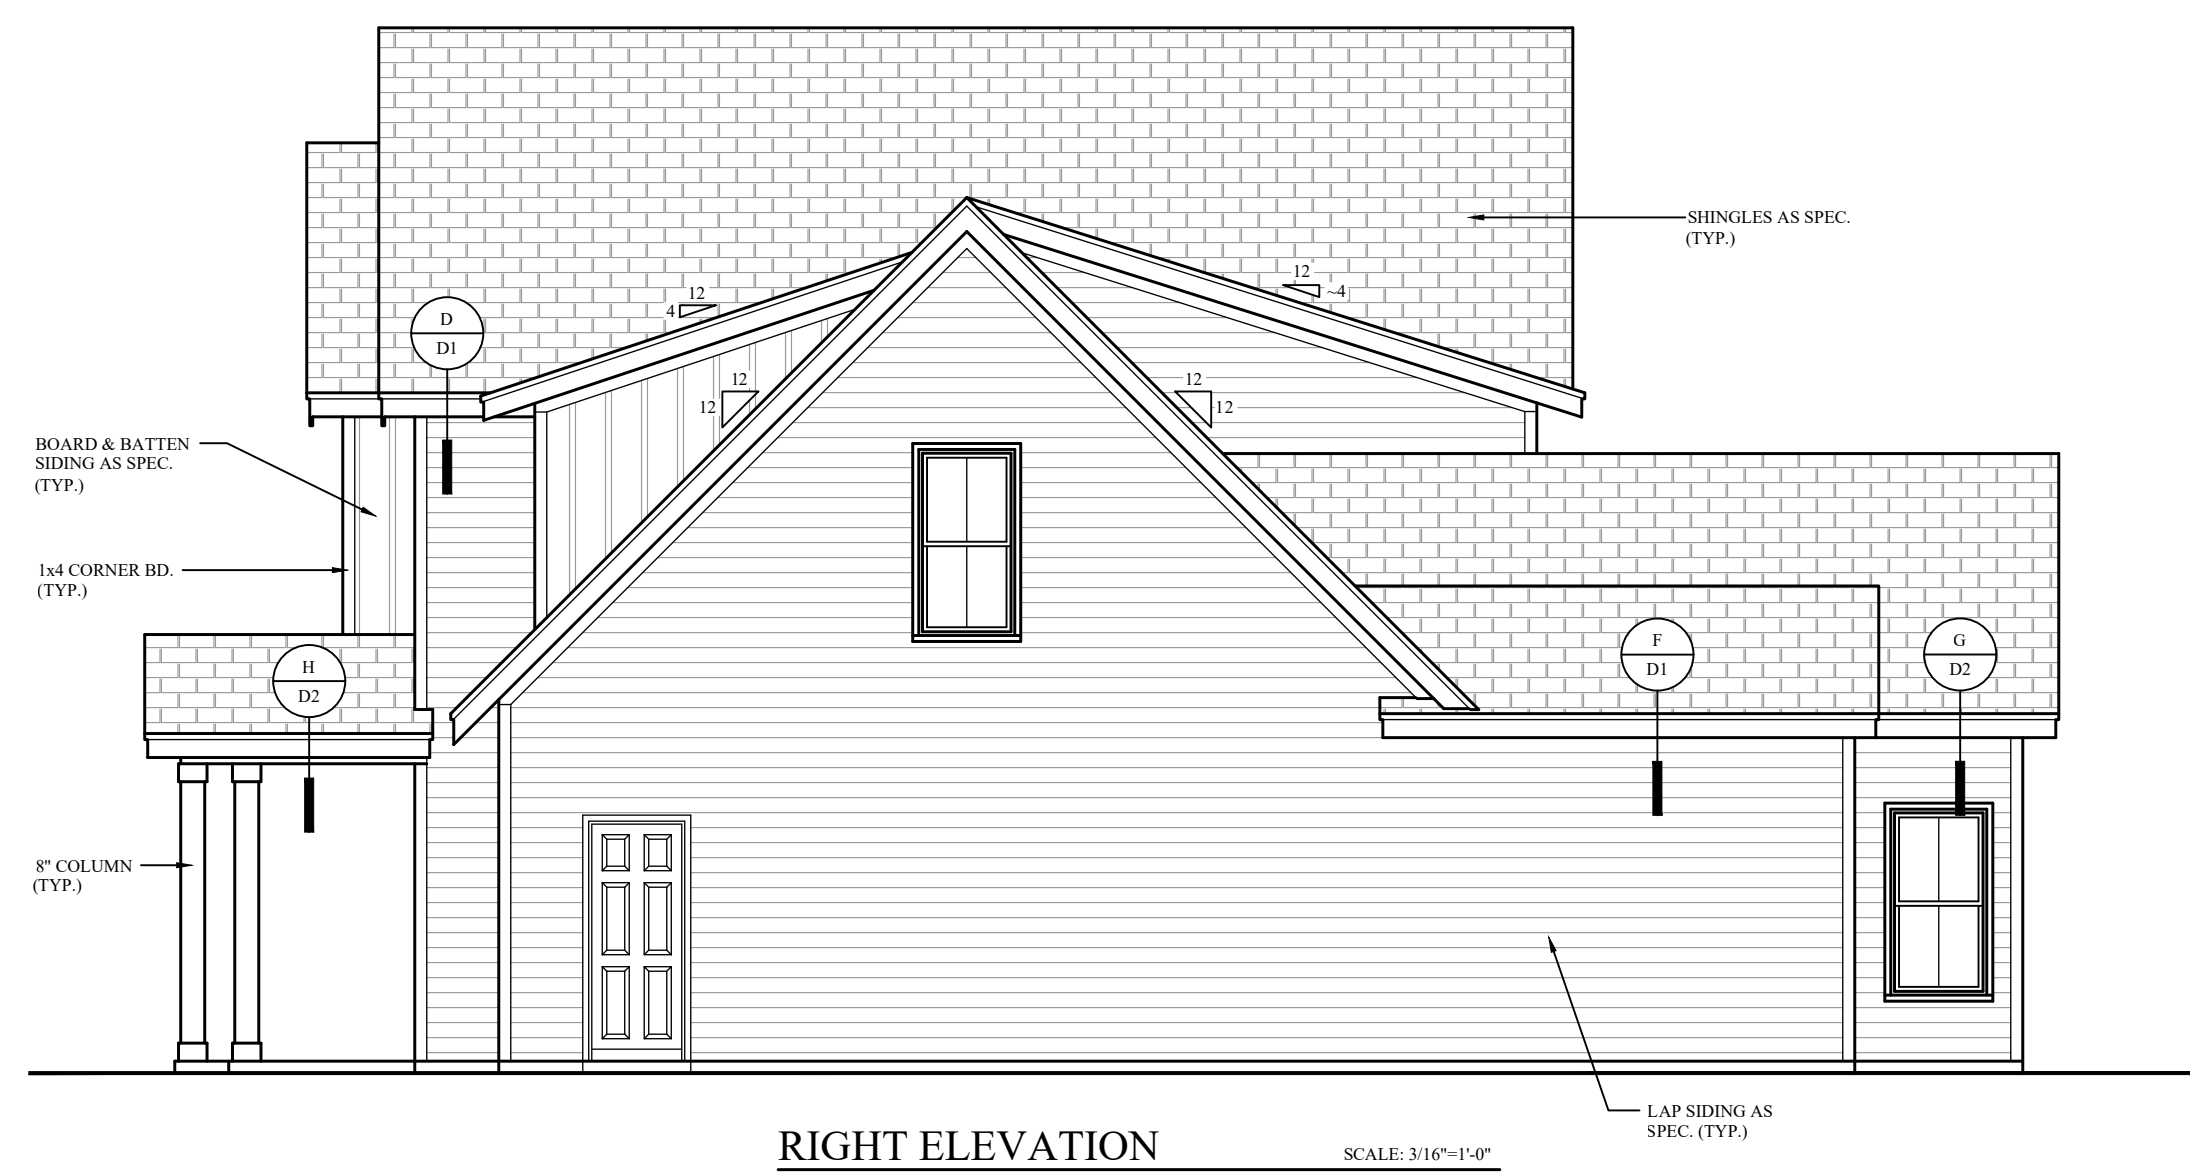 SHINGLES AS SPEC.
(TYP.)
12
~4
12
4
D
D1
12
12
12
12
BOARD & BATTEN
SIDING AS SPEC.
(TYP.)
1x4 CORNER BD.
(TYP.)
H
D2
F
D1
G
D2
8" COLUMN
(TYP.)
LAP SIDING AS
SPEC. (TYP.)
RIGHT ELEVATION
SCALE: 3/16"=1'-0"